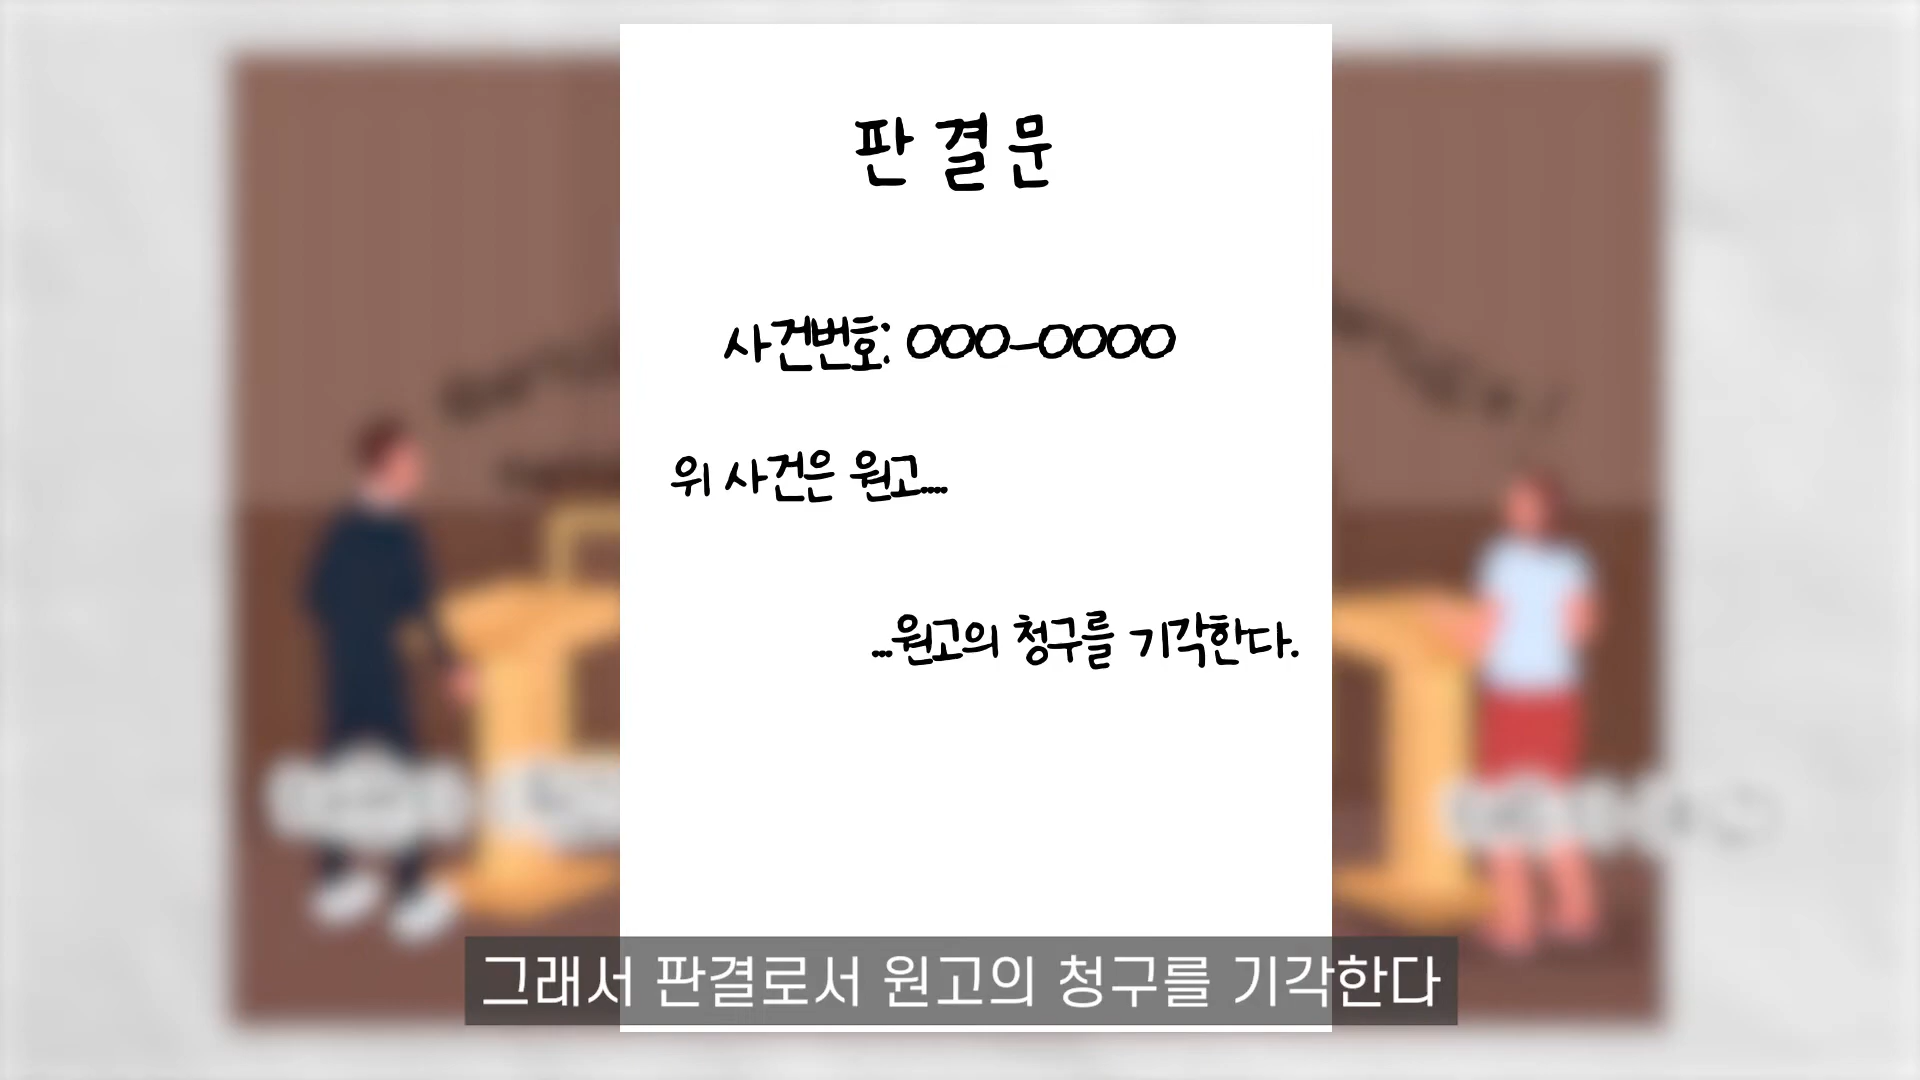 판결문
사건번호: OOO-OOOO
위 사건은 원고....
...원고의 청구를 기각한다.
그래서 판결로서 원고의 청구를 기각한다